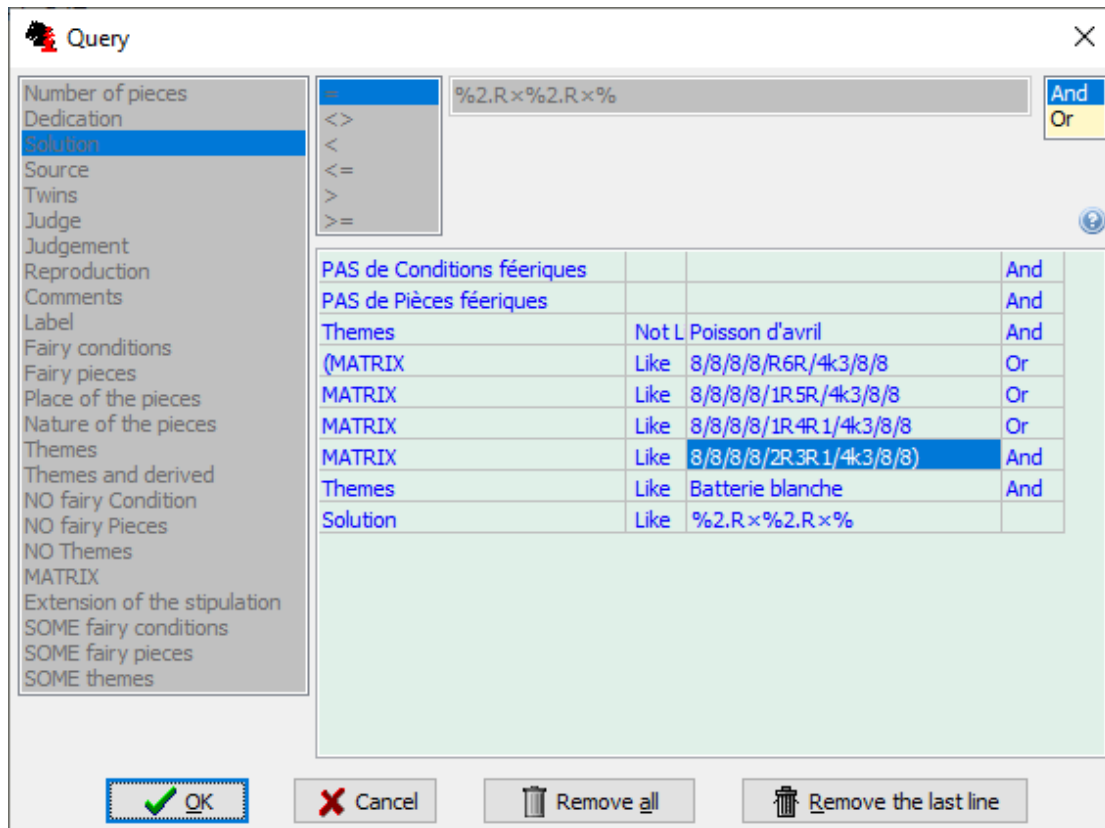 Query
Number of pieces
Dedication
Solution
Source
Twins
Judge
Judgement
Reproduction
Comments
Label
Fairy conditions
Fairy pieces
Place of the pieces
Nature of the pieces
Themes
Themes and derived
NO fairy Condition
NO fairy Pieces
NO Themes
MATRIX
Extension of the stipulation
SOME fairy conditions
SOME fairy pieces
SOME themes
=
<>
<
<=
>
>=
%2.R×%2.R×%
And
Or
PAS de Conditions féeriques And
PAS de Pièces féeriques And
Themes Not L Poisson d'avril And
(MATRIX Like 8/8/8/8/R6R/4k3/8/8 Or
MATRIX Like 8/8/8/8/1R5R/4k3/8/8 Or
MATRIX Like 8/8/8/8/1R4R1/4k3/8/8 Or
MATRIX Like 8/8/8/8/2R3R1/4k3/8/8) And
Themes Like Batterie blanche And
Solution Like %2.R×%2.R×%
OK Cancel Remove all Remove the last line